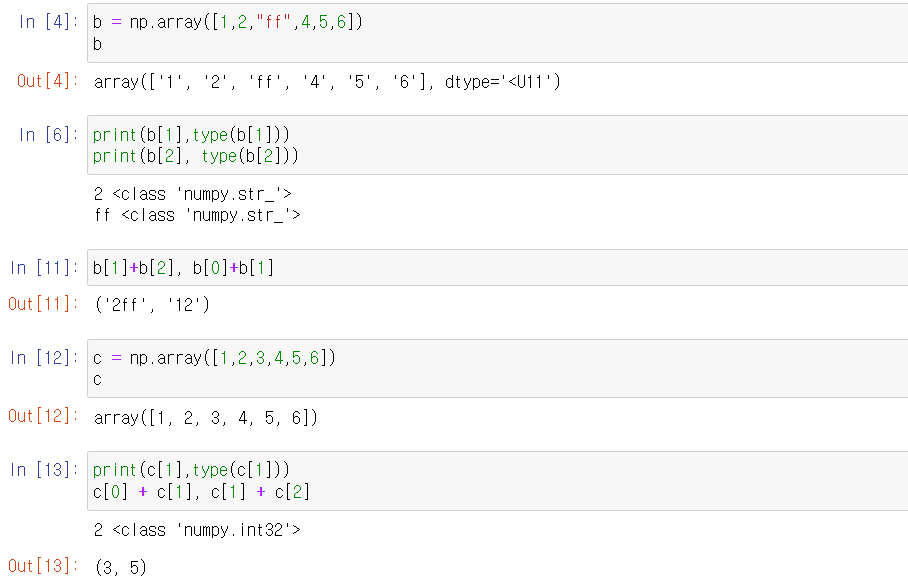 In [4]: b = np.array([1,2,"ff",4,5,6])
b
Out[4]: array(['1', '2', 'ff', '4', '5', '6'], dtype='<U11')
In [6]: print(b[1],type(b[1]))
print(b[2], type(b[2]))
2 <class 'numpy.str_'>
ff <class 'numpy.str_'>
In [11]: b[1]+b[2], b[0]+b[1]
Out[11]: ('2ff', '12')
In [12]: c = np.array([1,2,3,4,5,6])
c
Out[12]: array([1, 2, 3, 4, 5, 6])
In [13]: print(c[1],type(c[1]))
c[0] + c[1], c[1] + c[2]
2 <class 'numpy.int32'>
Out[13]: (3, 5)